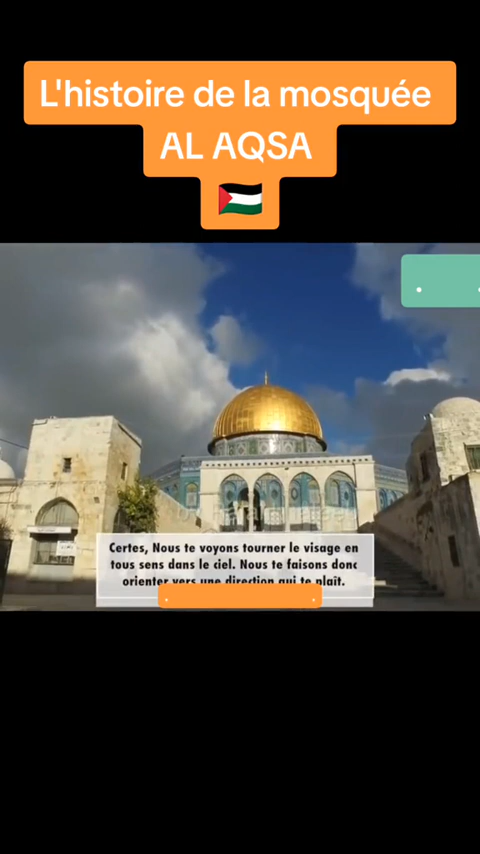 L'histoire de la mosquée
AL AQSA
🇵🇸
Certes, Nous te voyons tourner le visage en
tous sens dans le ciel. Nous te faisons donc
orienter vers une direction qui te plaît.